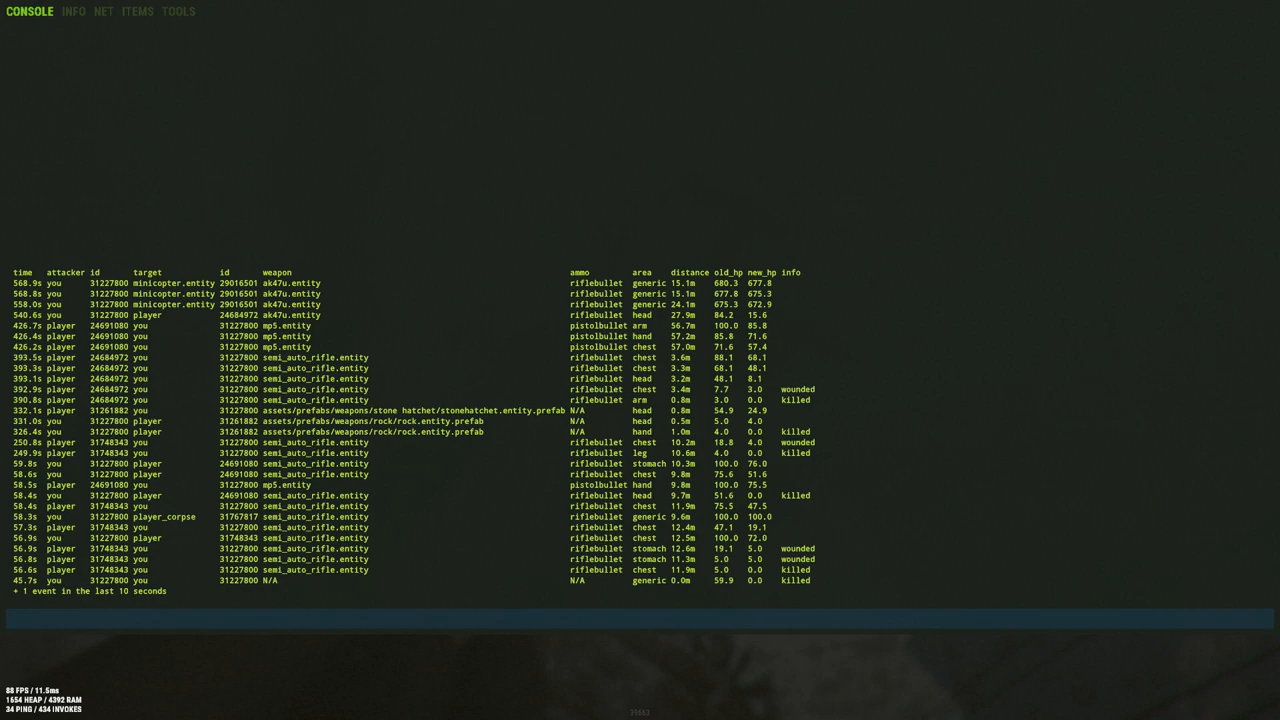 CONSOLE INFO NET ITEMS TOOLS
time attacker id target id weapon ammo area distance old_hp new_hp info
568.9s you 31227800 minicopter.entity 29016501 ak47u.entity riflebullet generic 15.1m 680.3 677.8
568.8s you 31227800 minicopter.entity 29016501 ak47u.entity riflebullet generic 15.1m 677.8 675.3
558.0s you 31227800 minicopter.entity 29016501 ak47u.entity riflebullet generic 24.1m 675.3 672.9
540.6s you 31227800 player 24684972 ak47u.entity riflebullet head 27.9m 84.2 15.6
426.7s player 24691080 you 31227800 mp5.entity pistolbullet arm 56.7m 100.0 85.8
426.4s player 24691080 you 31227800 mp5.entity pistolbullet hand 57.2m 85.8 71.6
426.2s player 24691080 you 31227800 mp5.entity pistolbullet chest 57.0m 71.6 57.4
393.5s player 24684972 you 31227800 semi_auto_rifle.entity riflebullet chest 3.6m 88.1 68.1
393.3s player 24684972 you 31227800 semi_auto_rifle.entity riflebullet chest 3.3m 68.1 48.1
393.1s player 24684972 you 31227800 semi_auto_rifle.entity riflebullet head 3.2m 48.1 8.1
392.9s player 24684972 you 31227800 semi_auto_rifle.entity riflebullet chest 3.4m 7.7 3.0 wounded
390.8s player 24684972 you 31227800 semi_auto_rifle.entity riflebullet arm 0.8m 3.0 0.0 killed
332.1s player 31261882 you 31227800 assets/prefabs/weapons/stone hatchet/stonehatchet.entity.prefab N/A head 0.8m 54.9 24.9
331.0s you 31227800 player 31261882 assets/prefabs/weapons/rock/rock.entity.prefab N/A head 0.5m 5.0 4.0
326.4s you 31227800 player 31261882 assets/prefabs/weapons/rock/rock.entity.prefab N/A hand 1.0m 4.0 0.0 killed
250.8s player 31748343 you 31227800 semi_auto_rifle.entity riflebullet chest 10.2m 18.8 4.0 wounded
249.9s player 31748343 you 31227800 semi_auto_rifle.entity riflebullet leg 10.6m 4.0 0.0 killed
59.8s you 31227800 player 24691080 semi_auto_rifle.entity riflebullet stomach 10.3m 100.0 76.0
58.6s you 31227800 player 24691080 semi_auto_rifle.entity riflebullet chest 9.8m 75.6 51.6
58.5s player 24691080 you 31227800 mp5.entity pistolbullet hand 9.8m 100.0 75.5
58.4s you 31227800 player 24691080 semi_auto_rifle.entity riflebullet head 9.7m 51.6 0.0 killed
58.4s player 31748343 you 31227800 semi_auto_rifle.entity riflebullet chest 11.9m 75.5 47.5
58.3s you 31227800 player_corpse 31767817 semi_auto_rifle.entity riflebullet generic 9.6m 100.0 100.0
57.3s player 31748343 you 31227800 semi_auto_rifle.entity riflebullet chest 12.4m 47.1 19.1
56.9s you 31227800 player 31748343 semi_auto_rifle.entity riflebullet chest 12.5m 100.0 72.0
56.9s player 31748343 you 31227800 semi_auto_rifle.entity riflebullet stomach 12.6m 19.1 5.0 wounded
56.8s player 31748343 you 31227800 semi_auto_rifle.entity riflebullet stomach 11.3m 5.0 5.0 wounded
56.6s player 31748343 you 31227800 semi_auto_rifle.entity riflebullet chest 11.9m 5.0 0.0 killed
45.7s you 31227800 you 31227800 N/A N/A generic 0.0m 59.9 0.0 killed
+ 1 event in the last 10 seconds
88 FPS / 11.5ms
1654 HEAP / 4392 RAM
34 PING / 434 INVOKES